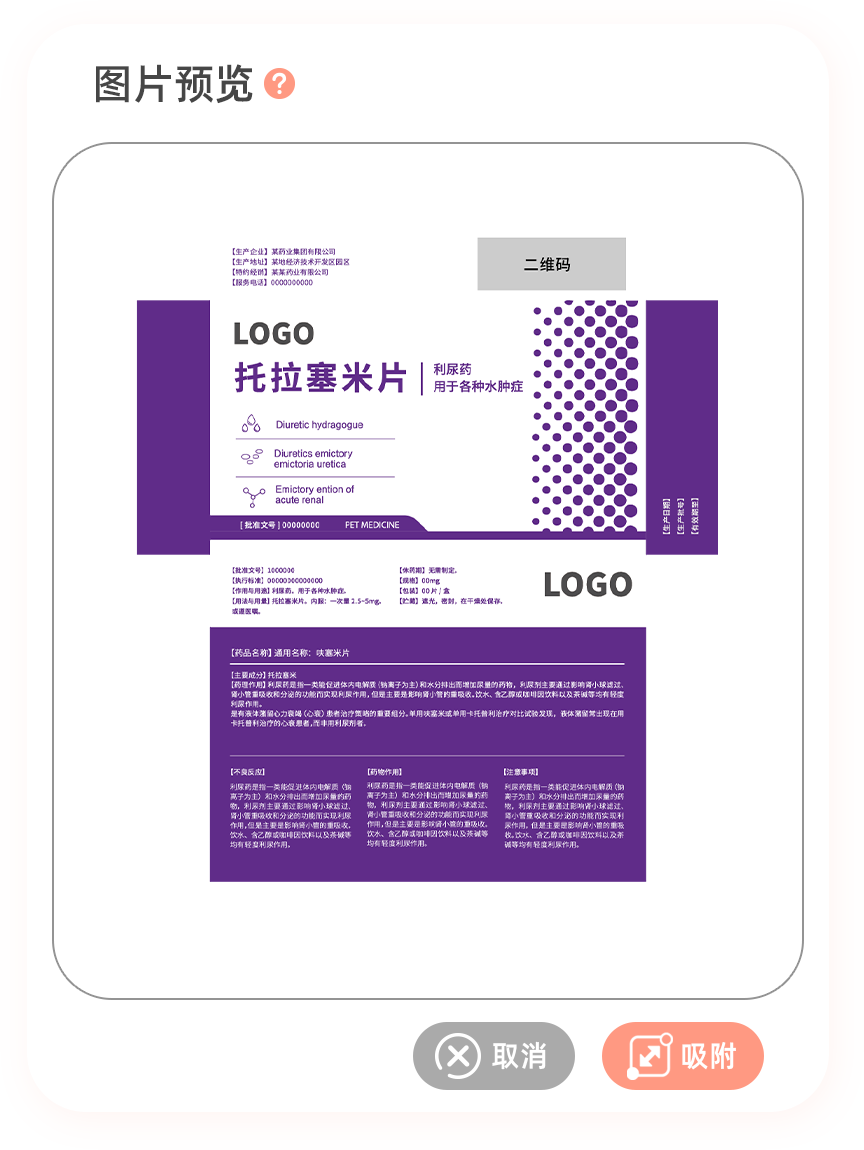 图片预览 ?
【生产企业】某药业集团有限公司
【生产地址】某地经济技术开发区园区
【特约经销】某某药业有限公司
【服务电话】0000000000
二维码
LOGO
托拉塞米片
利尿药
用于各种水肿症
Diuretic hydragogue
Diuretics emictory
emictoria uretica
Emictory ention of
acute renal
[ 批准文号 ] 00000000 PET MEDICINE
【生产日期】
【生产批号】
【有效期至】
【批准文号】1000000
【执行标准】00000000000000
【作用与用途】利尿药。用于各种水肿症。
【用法与用量】托拉塞米片。内服：一次量 2.5~5mg。
或遵医嘱。
【休药期】无需制定。
【规格】00mg
【包装】00 片 / 盒
【贮藏】遮光，密封，在干燥处保存。
LOGO
【药品名称】通用名称：呋塞米片
【主要成分】托拉塞米
【药理作用】利尿药是指一类能促进体内电解质（钠离子为主）和水分排出而增加尿量的药物，利尿剂主要通过影响肾小球滤过、
肾小管重吸收和分泌的功能而实现利尿作用，但是主要是影响肾小管的重吸收。饮水、含乙醇或咖啡因饮料以及茶碱等均有轻度
利尿作用。
是有液体潴留心力衰竭（心衰）患者治疗策略的重要组分。单用呋塞米或单用卡托普利治疗对比试验发现，液体潴留常出现在用
卡托普利治疗的心衰患者，而非用利尿剂者。
【不良反应】
利尿药是指一类能促进体内电解质（钠
离子为主）和水分排出而增加尿量的药
物，利尿剂主要通过影响肾小球滤过、
肾小管重吸收和分泌的功能而实现利尿
作用，但是主要是影响肾小管的重吸收。
饮水、含乙醇或咖啡因饮料以及茶碱等
均有轻度利尿作用。
【药物作用】
利尿药是指一类能促进体内电解质（钠
离子为主）和水分排出而增加尿量的药
物，利尿剂主要通过影响肾小球滤过、
肾小管重吸收和分泌的功能而实现利尿
作用，但是主要是影响肾小管的重吸收。
饮水、含乙醇或咖啡因饮料以及茶碱等
均有轻度利尿作用。
【注意事项】
利尿药是指一类能促进体内电解质（钠
离子为主）和水分排出而增加尿量的药
物，利尿剂主要通过影响肾小球滤过、
肾小管重吸收和分泌的功能而实现利
尿作用，但是主要是影响肾小管的重吸
收。饮水、含乙醇或咖啡因饮料以及茶
碱等均有轻度利尿作用。
取消
吸附